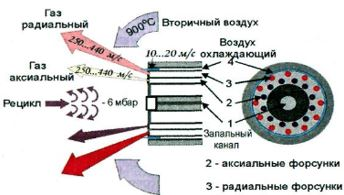 Газ
радиальный
900°С
Вторичный воздух
250...440 м/с
10...20 м/с
Воздух
охлаждающий
4
Газ
аксиальный
250...440 м/с
3
2
Рецикл
- 6 мбар
1
Запальный
канал
2 - аксиальные форсунки
3 - радиальные форсунки